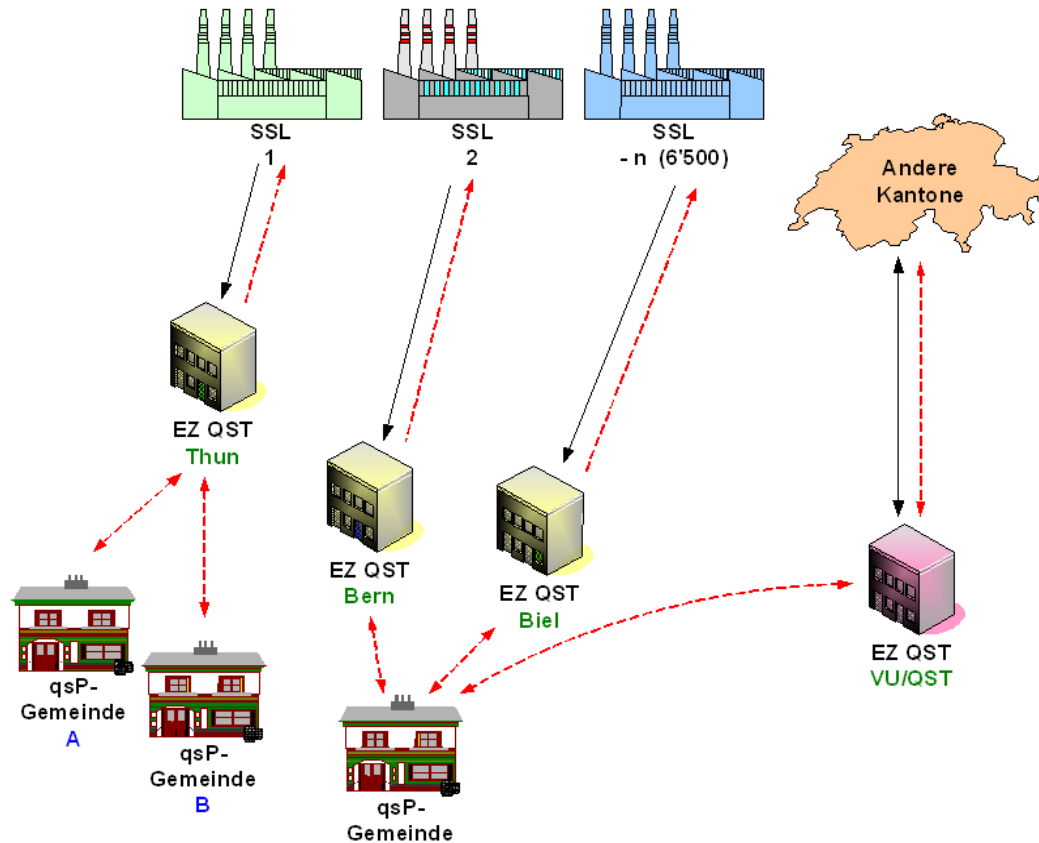 SSL
1
SSL
2
SSL
- n (6'500)
Andere
Kantone
EZ QST
Thun
EZ QST
Bern
EZ QST
Biel
EZ QST
VU/QST
qsP-
Gemeinde
A
qsP-
Gemeinde
B
qsP-
Gemeinde